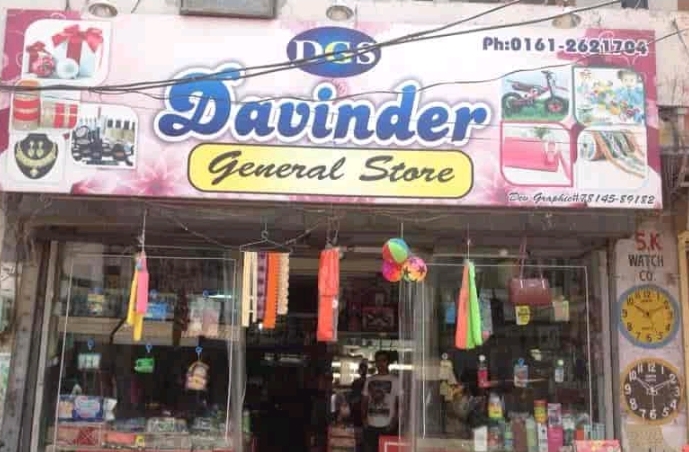 DGS
Ph:0161-2621704
Davinder
General Store
Dev Graphic#78145-89182
S.K
WATCH
CO.